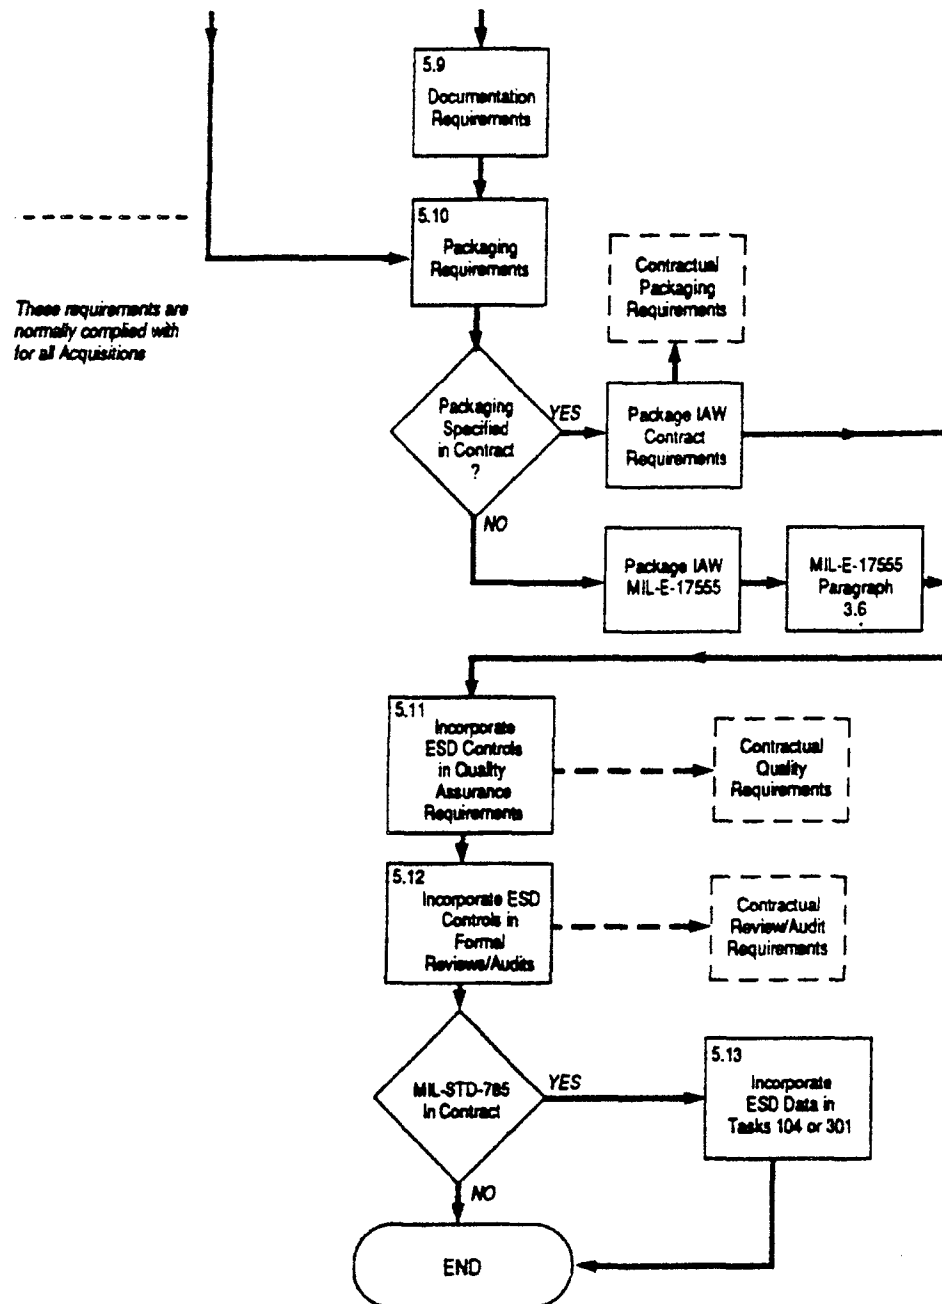 5.9
Documentation
Requirements
5.10
Packaging
Requirements
Contractual
Packaging
Requirements
These requirements are
normally complied with
for all Acquisitions
Packaging
Specified
in Contract
?
YES
Package IAW
Contract
Requirements
NO
Package IAW
MIL-E-17555
MIL-E-17555
Paragraph
3.6
5.11
Incorporate
ESD Controls
in Quality
Assurance
Requirements
Contractual
Quality
Requirements
5.12
Incorporate ESD
Controls in
Formal
Reviews/Audits
Contractual
Review/Audit
Requirements
MIL-STD-785
In Contract
YES
5.13
Incorporate
ESD Data in
Tasks 104 or 301
NO
END